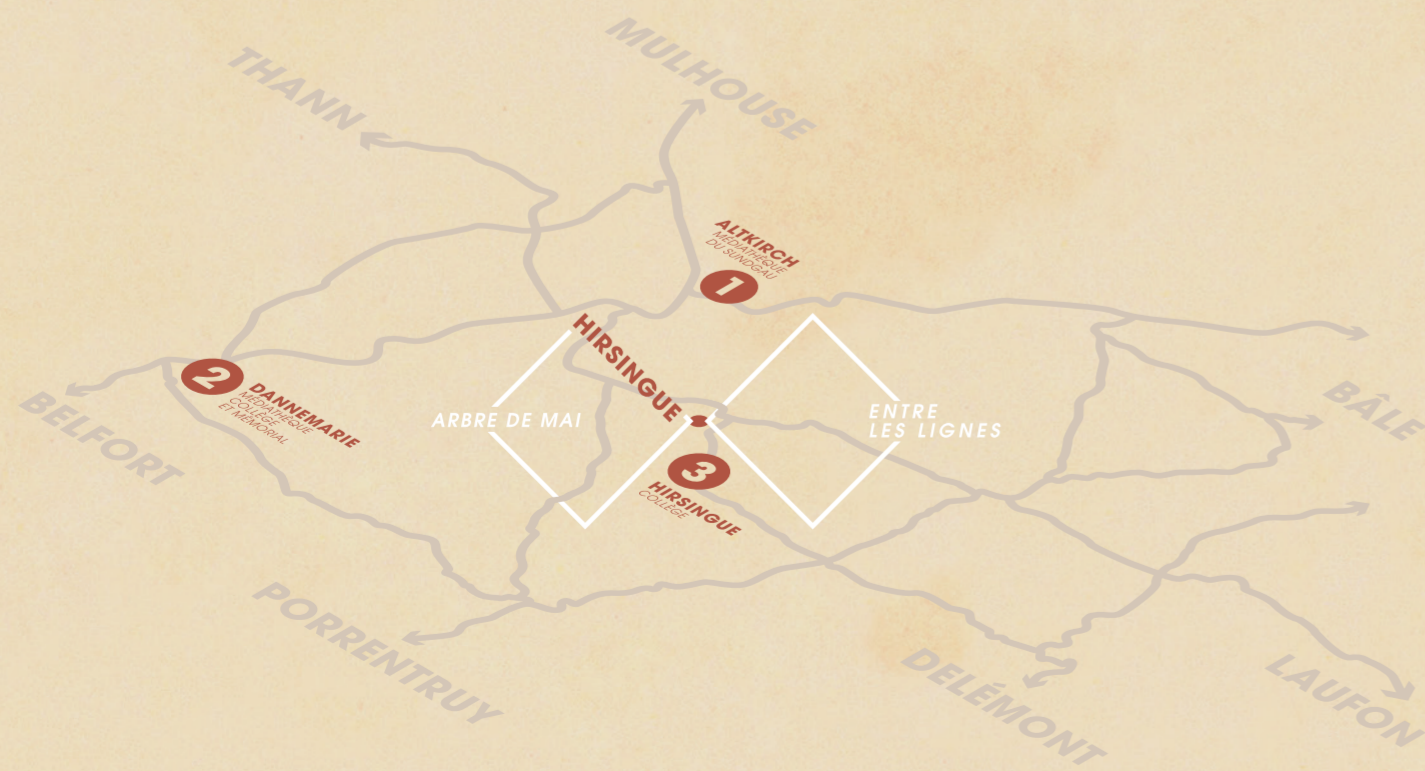 MULHOUSE
THANN
ALTKIRCH
MÉDIATHÈQUE
DU SUNDGAU
1
HIRSINGUE
2
DANNEMARIE
MÉDIATHÈQUE
COLLÈGE
ET MÉMORIAL
BELFORT
BÂLE
ARBRE DE MAI
ENTRE
LES LIGNES
3
HIRSINGUE
COLLÈGE
PORRENTRUY
DELÉMONT
LAUFON